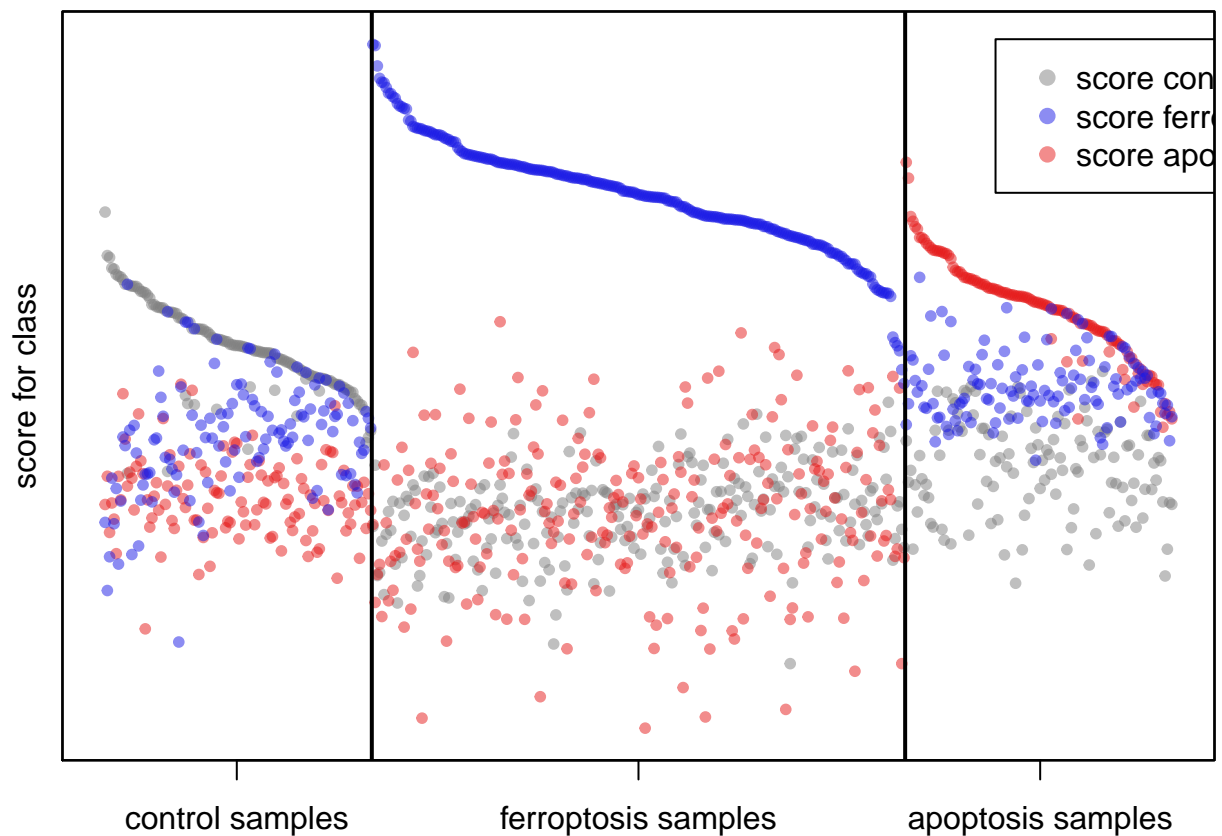 score con
score ferr
score apo
score for class
control samples
ferroptosis samples
apoptosis samples